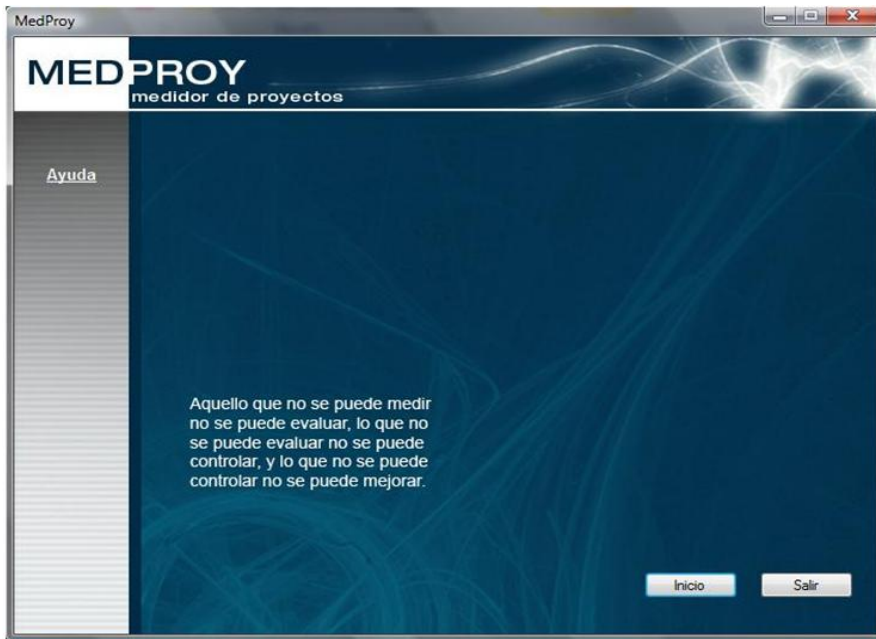 MedProy
MEDPROY
medidor de proyectos
Ayuda
Aquello que no se puede medir
no se puede evaluar, lo que no
se puede evaluar no se puede
controlar, y lo que no se puede
controlar no se puede mejorar.
Inicio
Salir